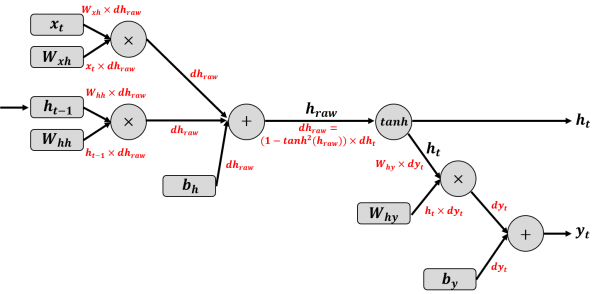 W_xh × dh_raw
x_t
×
W_xh
x_t × dh_raw
dh_raw
W_hh × dh_raw
h_t−1
×
W_hh
h_t−1 × dh_raw
dh_raw
dh_raw
b_h
+
h_raw
dh_raw =
(1 − tanh²(h_raw)) × dh_t
tanh
h_t
h_t
W_hy × dy_t
×
W_hy
h_t × dy_t
dy_t
+
y_t
dy_t
b_y